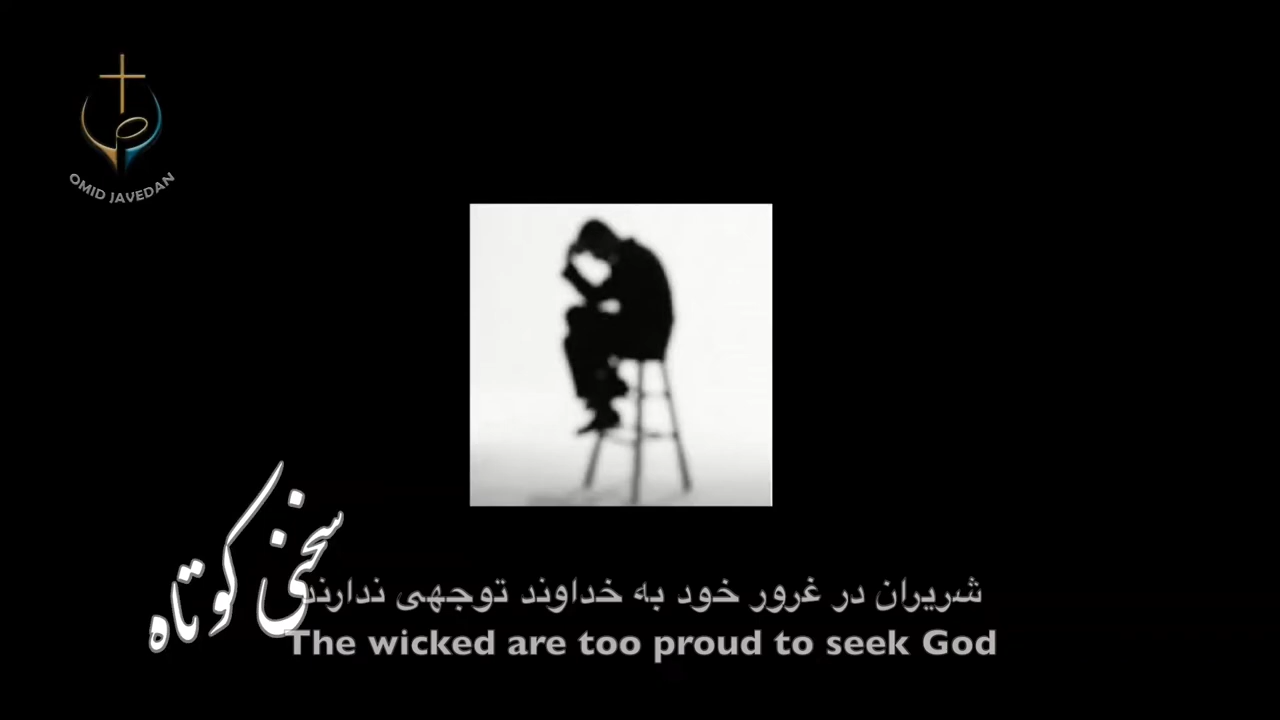 OMID JAVEDAN
سخنی کوتاه
شریران در غرور خود به خداوند توجهی ندارند
The wicked are too proud to seek God